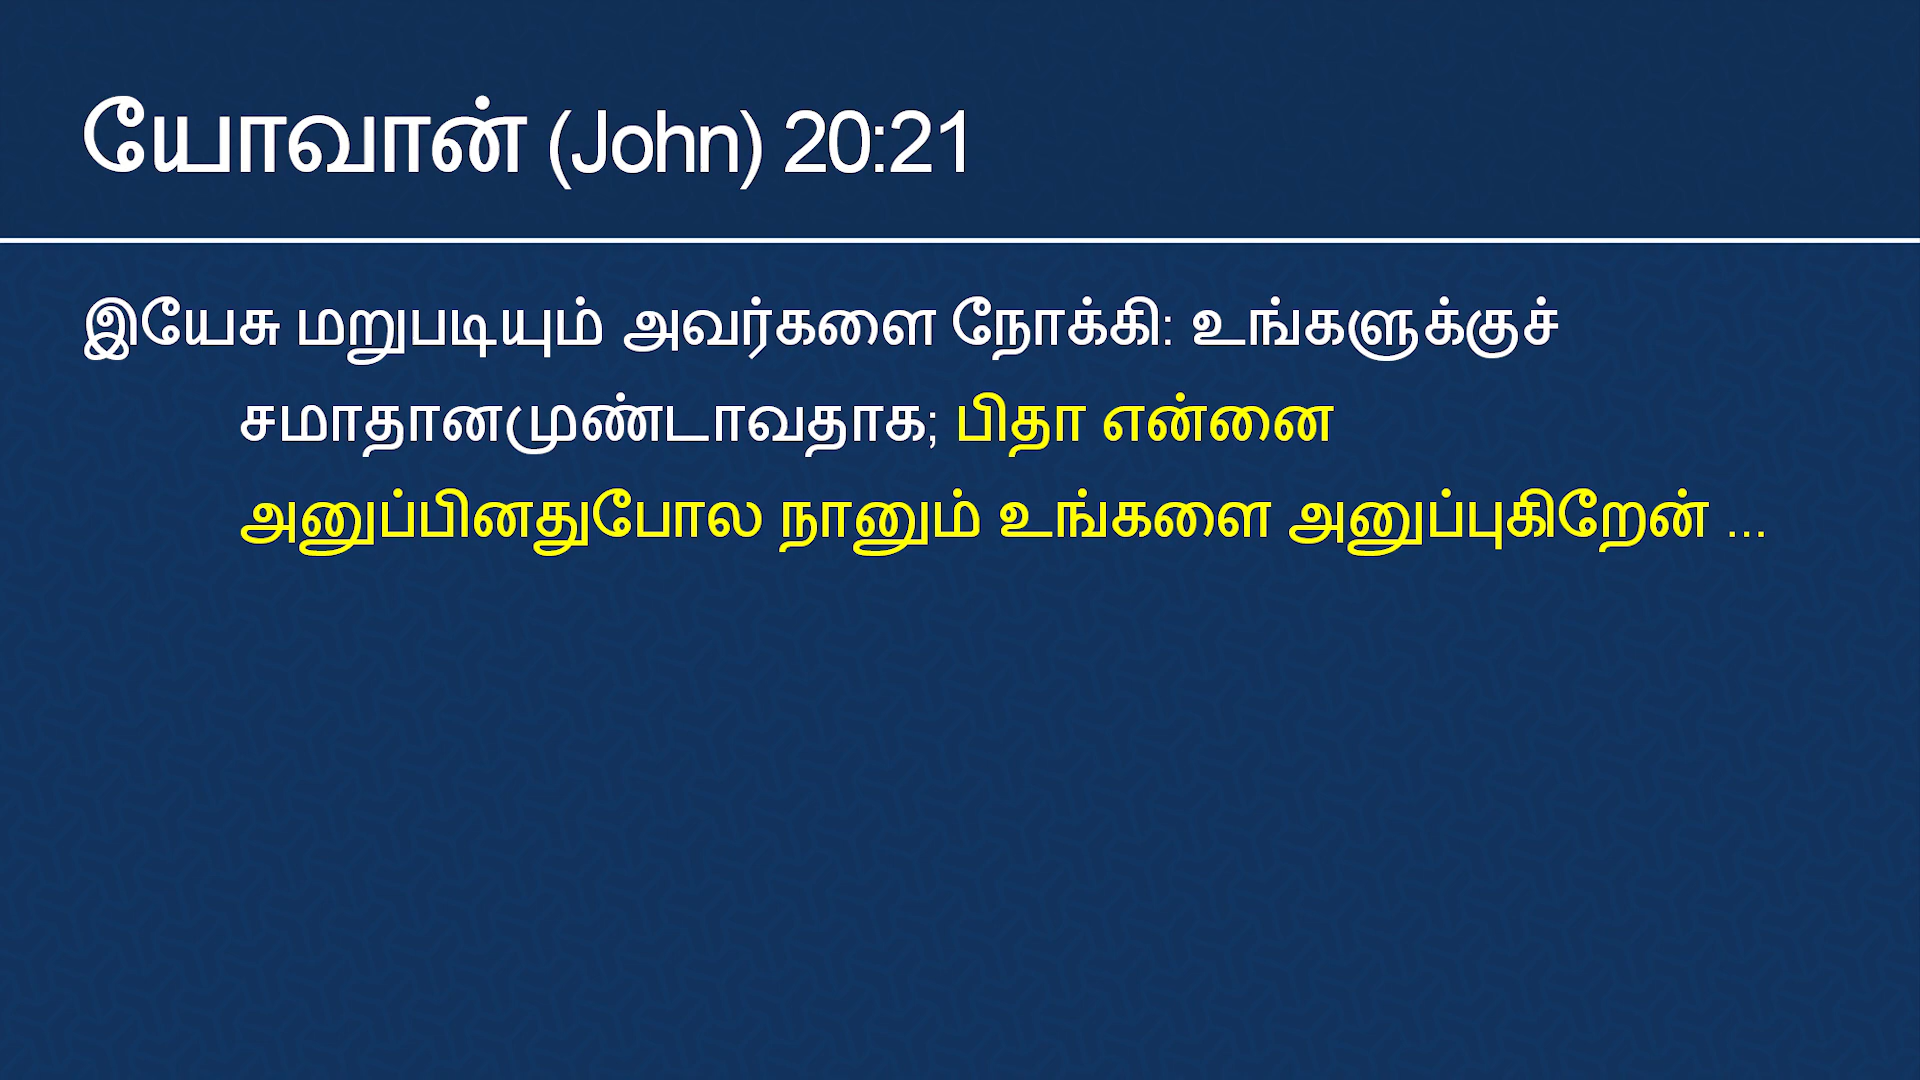 யோவான் (John) 20:21
இயேசு மறுபடியும் அவர்களை நோக்கி: உங்களுக்குச்
சமாதானமுண்டாவதாக; பிதா என்னை
அனுப்பினதுபோல நானும் உங்களை அனுப்புகிறேன் ...